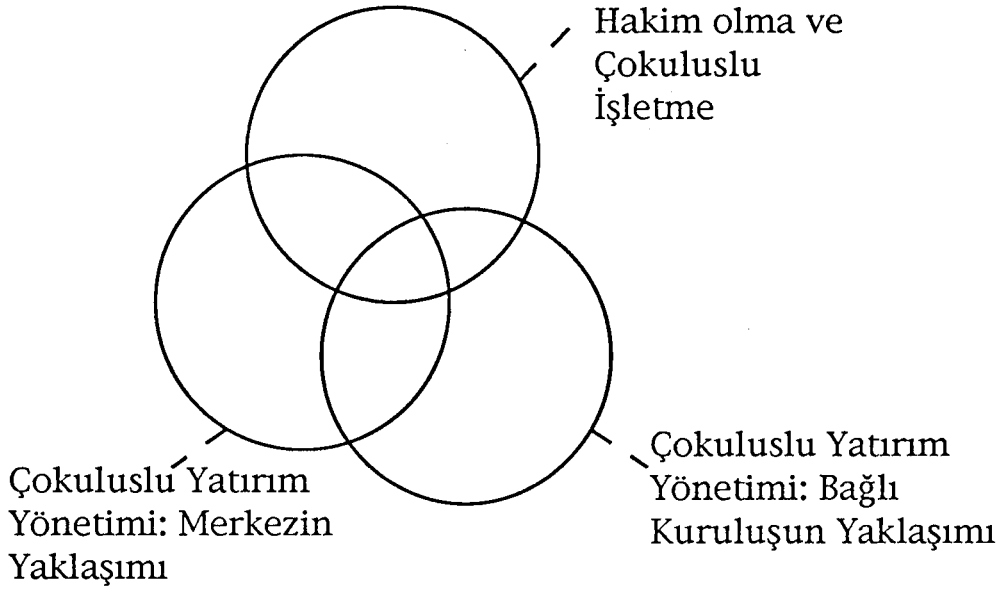 Hakim olma ve
Çokuluslu
İşletme
Çokuluslu Yatırım
Yönetimi: Merkezin
Yaklaşımı
Çokuluslu Yatırım
Yönetimi: Bağlı
Kuruluşun Yaklaşımı